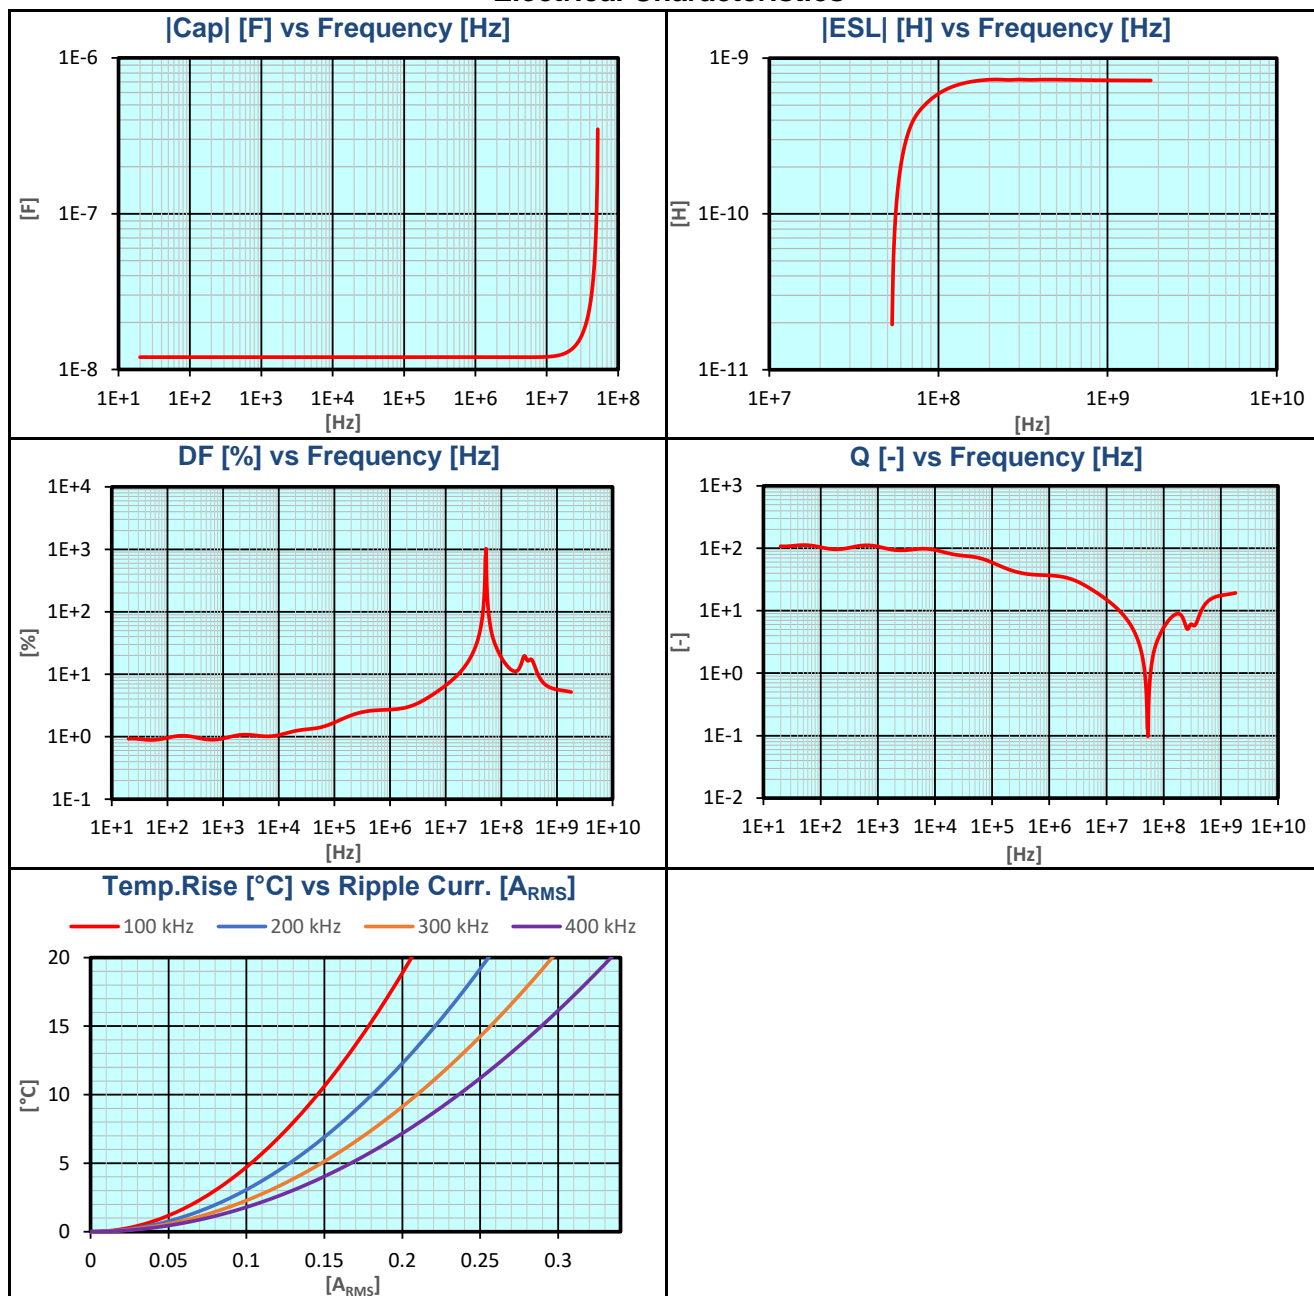 |Cap| [F] vs Frequency [Hz]
1E-6
1E-7
1E-8
[F]
1E+1 1E+2 1E+3 1E+4 1E+5 1E+6 1E+7 1E+8
[Hz]
|ESL| [H] vs Frequency [Hz]
1E-9
1E-10
1E-11
[H]
1E+7 1E+8 1E+9 1E+10
[Hz]
DF [%] vs Frequency [Hz]
1E+4
1E+3
1E+2
1E+1
1E+0
1E-1
[%]
1E+1 1E+2 1E+3 1E+4 1E+5 1E+6 1E+7 1E+8 1E+9 1E+10
[Hz]
Q [-] vs Frequency [Hz]
1E+3
1E+2
1E+1
1E+0
1E-1
1E-2
[-]
1E+1 1E+2 1E+3 1E+4 1E+5 1E+6 1E+7 1E+8 1E+9 1E+10
[Hz]
Temp.Rise [°C] vs Ripple Curr. [ARMS]
100 kHz 200 kHz 300 kHz 400 kHz
20
15
10
5
0
[°C]
0 0.05 0.1 0.15 0.2 0.25 0.3
[ARMS]